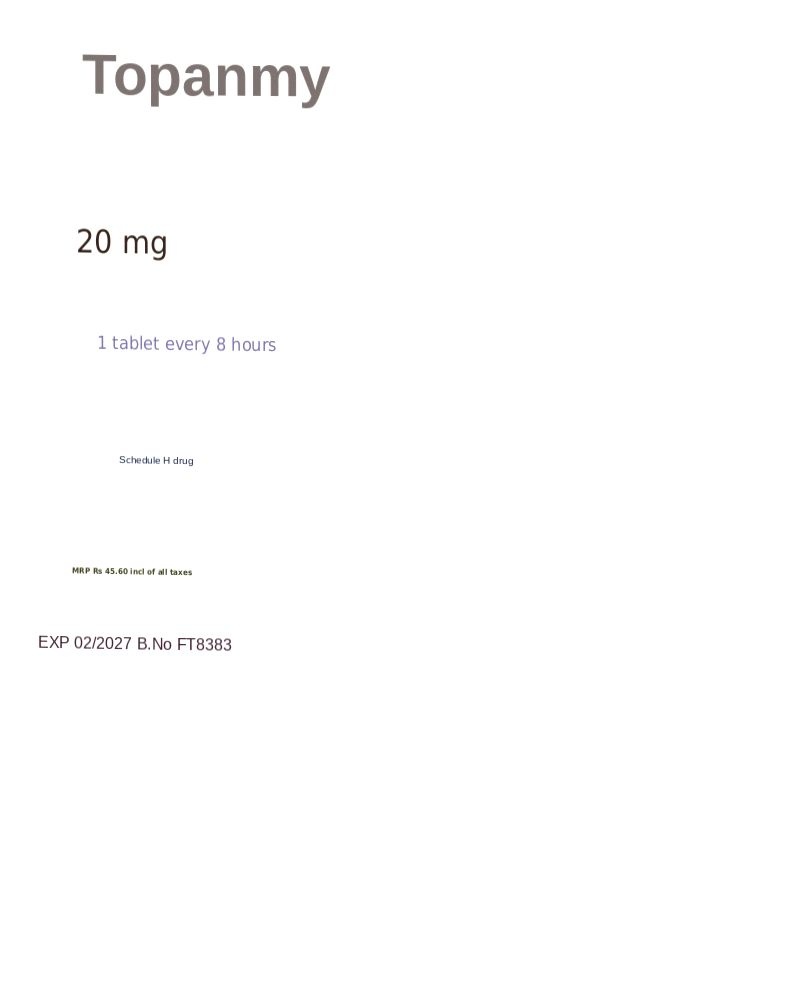 Topanmy
20 mg
1 tablet every 8 hours
Schedule H drug
MRP Rs 45.60 incl of all taxes
EXP 02/2027 B.No FT8383